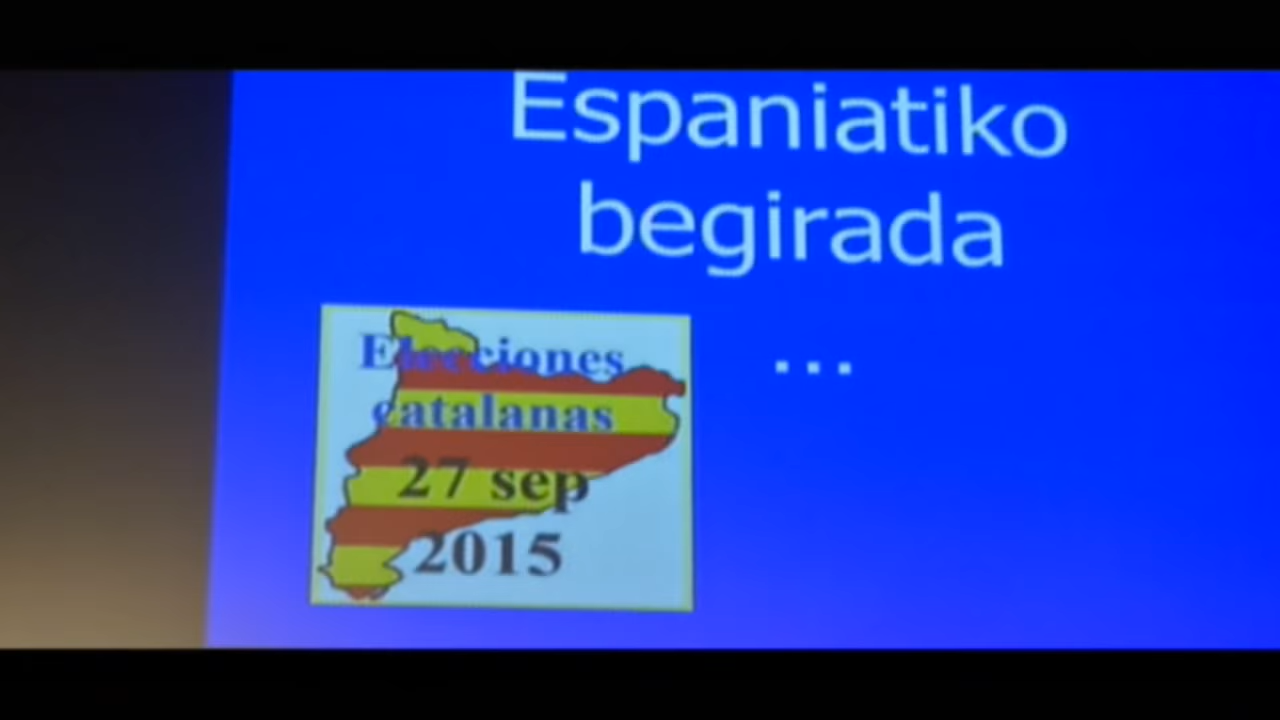 Espaniatiko
begirada
...
Elecciones
catalanas
27 sep
2015